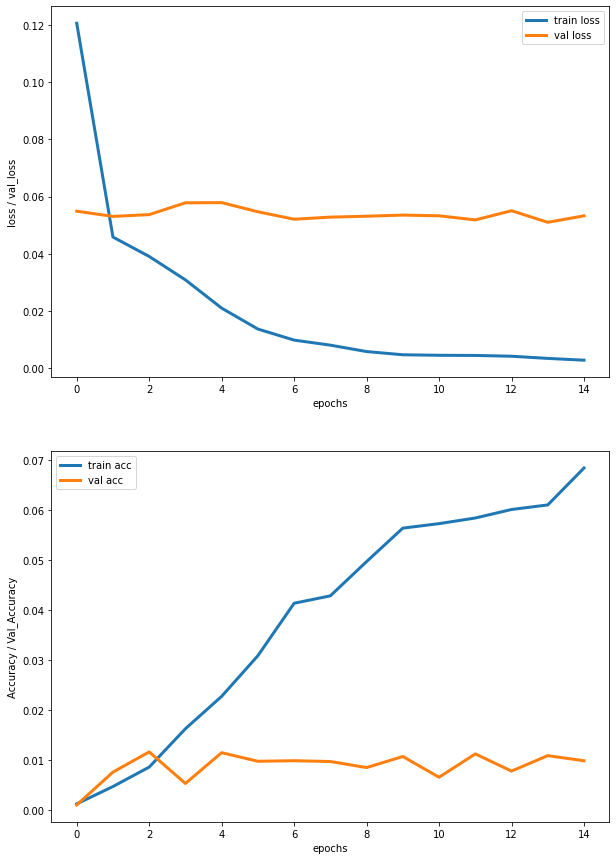 0.12
0.10
0.08
0.06
0.04
0.02
0.00
loss / val_loss
train loss
val loss
0 2 4 6 8 10 12 14
epochs
0.07
0.06
0.05
0.04
0.03
0.02
0.01
0.00
Accuracy / Val_Accuracy
train acc
val acc
0 2 4 6 8 10 12 14
epochs